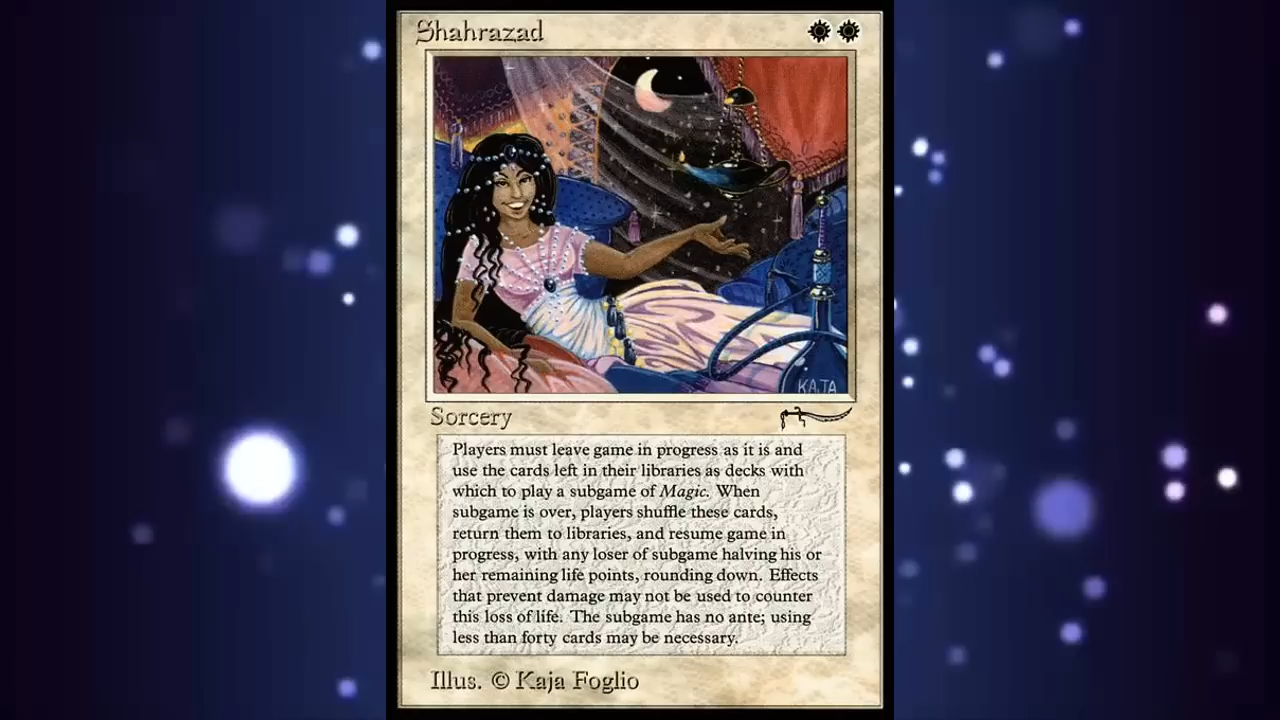 Shahrazad
KAJA
Sorcery
Players must leave game in progress as it is and
use the cards left in their libraries as decks with
which to play a subgame of Magic. When
subgame is over, players shuffle these cards,
return them to libraries, and resume game in
progress, with any loser of subgame halving his or
her remaining life points, rounding down. Effects
that prevent damage may not be used to counter
this loss of life. The subgame has no ante; using
less than forty cards may be necessary.
Illus. © Kaja Foglio